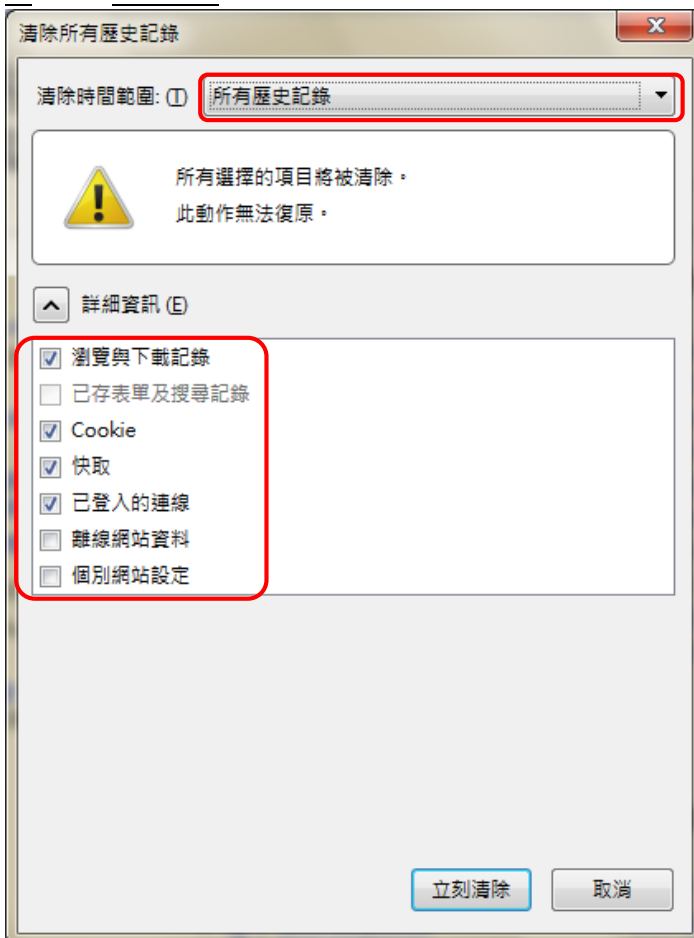 清除所有歷史記錄
清除時間範圍: (T) 所有歷史記錄
所有選擇的項目將被清除。
此動作無法復原。
詳細資訊 (E)
瀏覽與下載記錄
已存表單及搜尋記錄
Cookie
快取
已登入的連線
離線網站資料
個別網站設定
立刻清除 取消